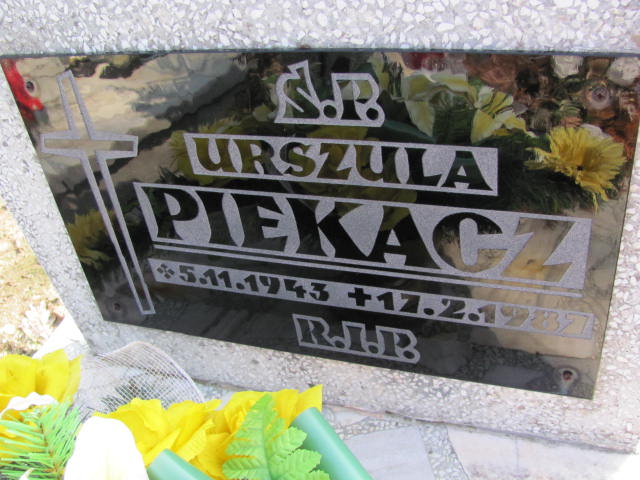 Ś.P.
URSZULA
PIEKACZ
✻ 5.11.1943 ✝ 17.2.1987
R.I.P.